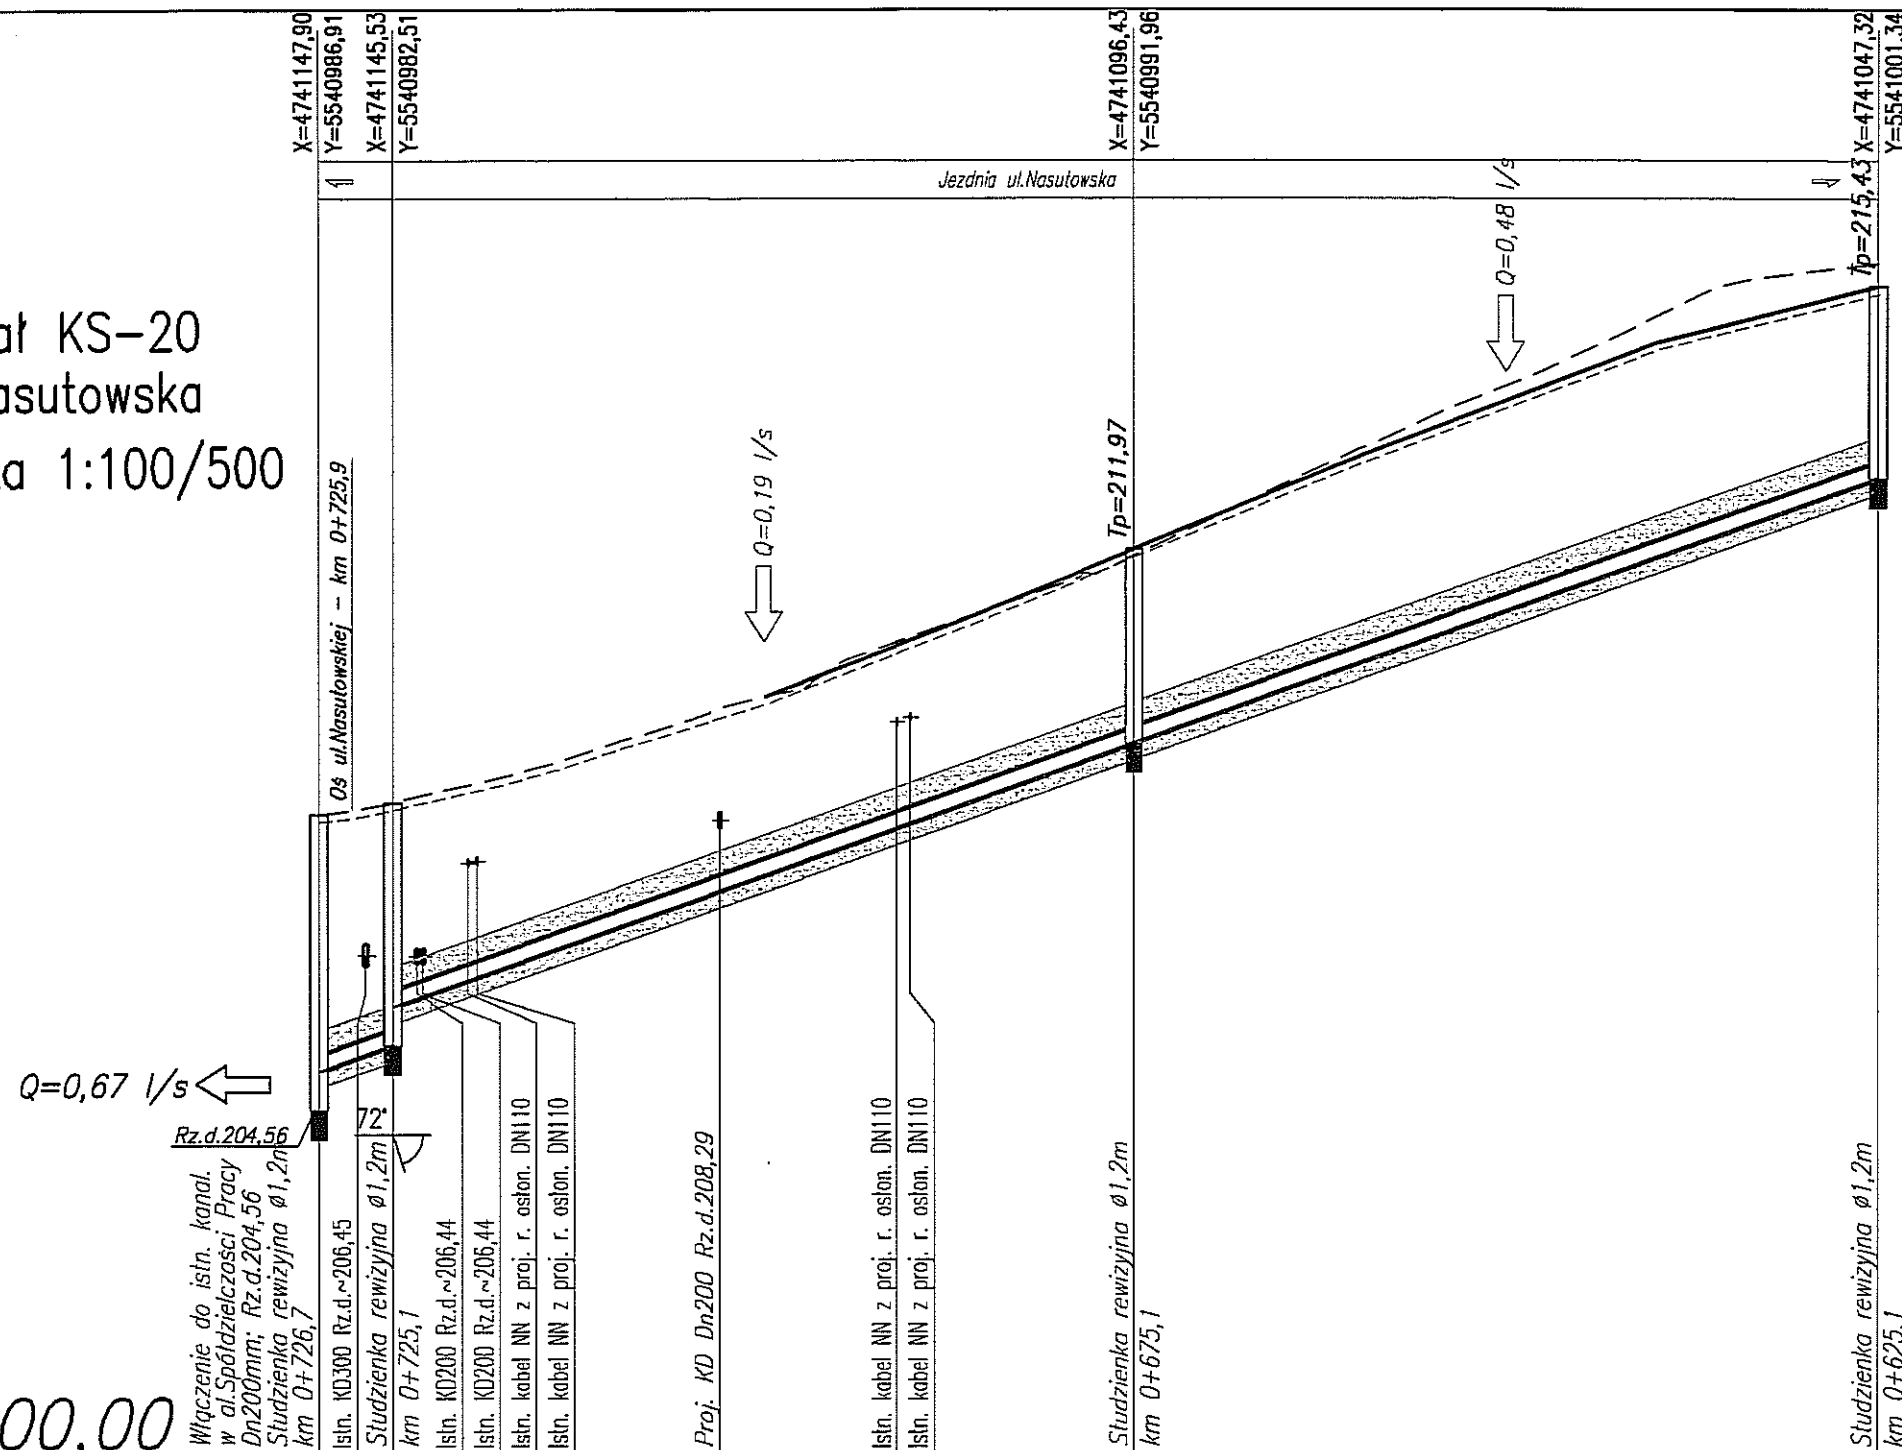 X=4741147,90
Y=5540986,91
X=4741145,53
Y=5540982,51
X=4741096,43
Y=5540991,96
X=4741047,32
Y=5541001,34
Jezdnia ul.Nasutowska
ał KS-20
asutowska
a 1:100/500
Oś ul.Nasutowskiej - km 0+725,9
Q=0,19 l/s
Tp=211,97
Q=0,48 l/s
Tp=215,43
Q=0,67 l/s
Rz.d.204,56
72°
Włączenie do istn. kanal.
w al.Spółdzielczości Pracy
Dn200mm; Rz.d.204,56
Studzienka rewizyjna ø1,2m
km 0+726,7
Istn. KD300 Rz.d.~206,45
Studzienka rewizyjna ø1,2m
km 0+725,1
Istn. KD200 Rz.d.~206,44
Istn. KD200 Rz.d.~206,44
Istn. kabel NN z proj. r. osłon. DN110
Istn. kabel NN z proj. r. osłon. DN110
Proj. KD Dn200 Rz.d.208,29
Istn. kabel NN z proj. r. osłon. DN110
Istn. kabel NN z proj. r. osłon. DN110
Studzienka rewizyjna ø1,2m
km 0+675,1
Studzienka rewizyjna ø1,2m
km 0+625,1
00.00